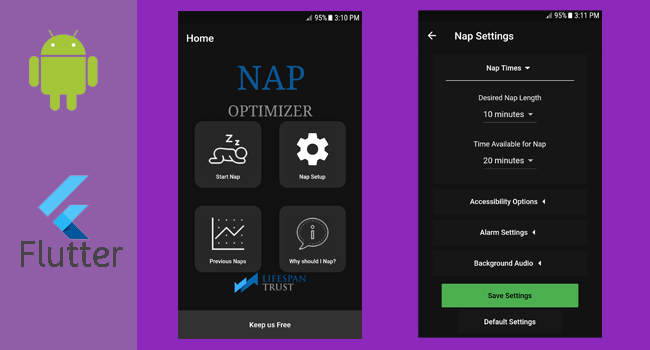 Flutter
95% 3:10 PM
Home
NAP
OPTIMIZER
Z z
z
Start Nap
Nap Setup
Previous Naps
Why should I Nap?
LIFESPAN
TRUST
Keep us Free
95% 3:11 PM
Nap Settings
Nap Times
Desired Nap Length
10 minutes
Time Available for Nap
20 minutes
Accessibility Options
Alarm Settings
Background Audio
Save Settings
Default Settings